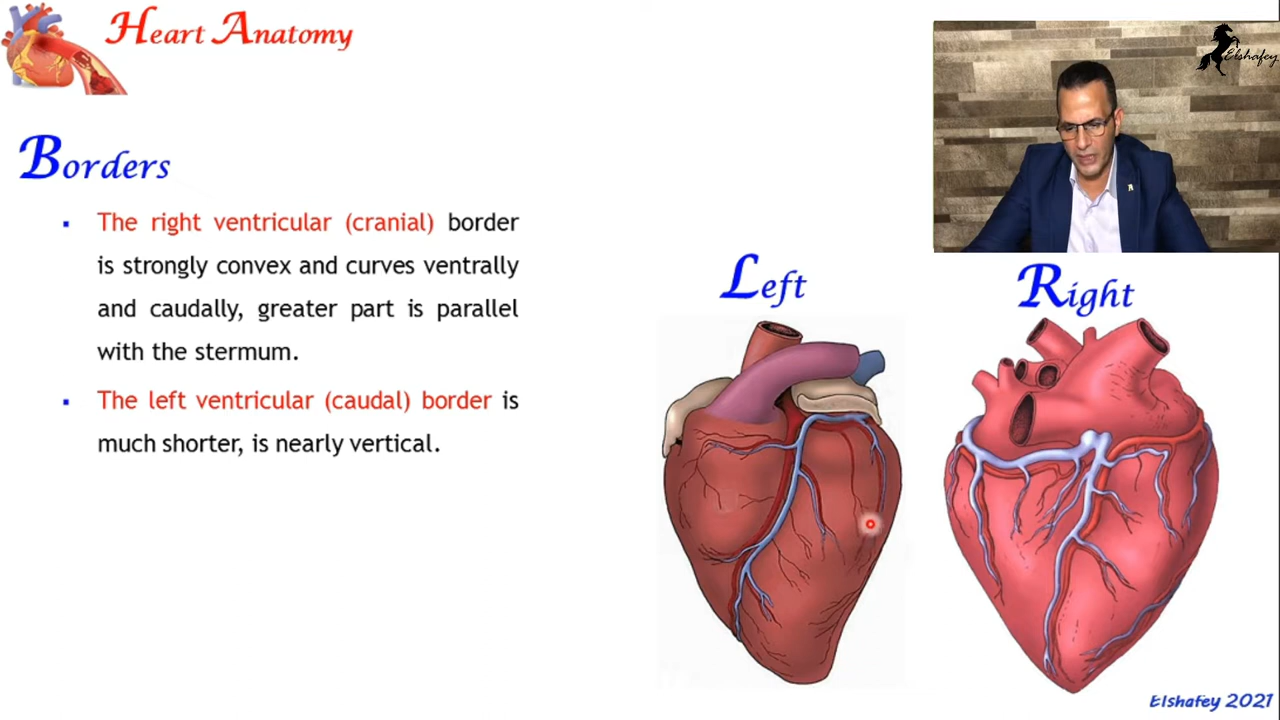 Heart Anatomy
Elshafey
Borders
The right ventricular (cranial) border
is strongly convex and curves ventrally
and caudally, greater part is parallel
with the stermum.
The left ventricular (caudal) border is
much shorter, is nearly vertical.
Left
Right
Elshafey 2021